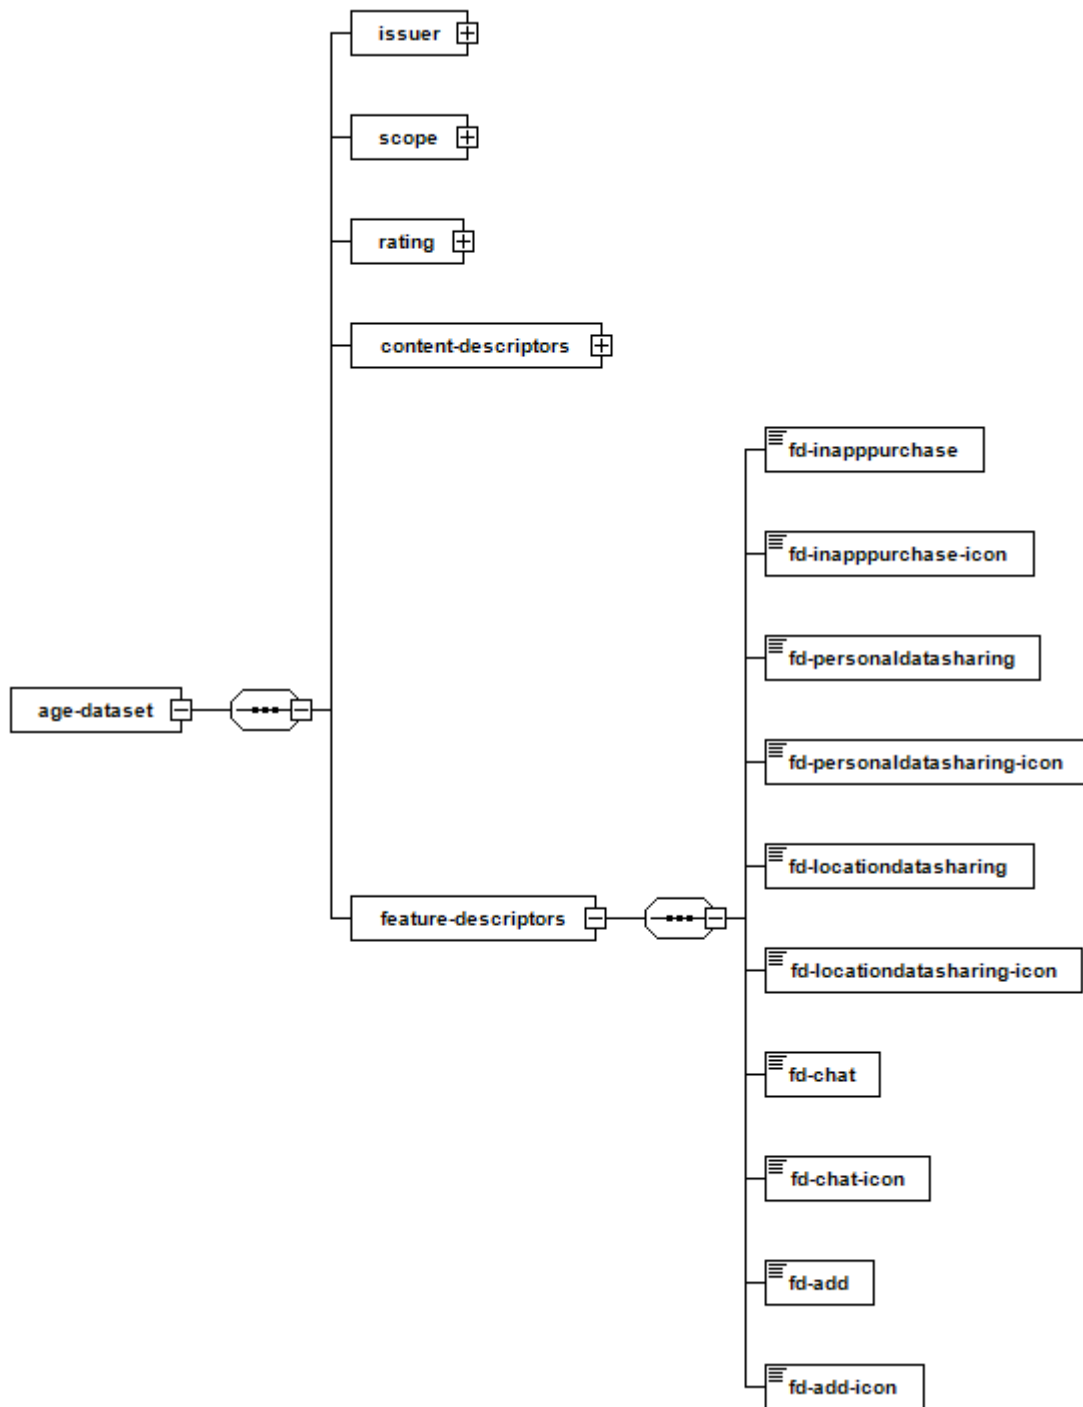 issuer
scope
rating
content-descriptors
fd-inapppurchase
fd-inapppurchase-icon
fd-personaldatasharing
age-dataset
fd-personaldatasharing-icon
fd-locationdatasharing
feature-descriptors
fd-locationdatasharing-icon
fd-chat
fd-chat-icon
fd-add
fd-add-icon